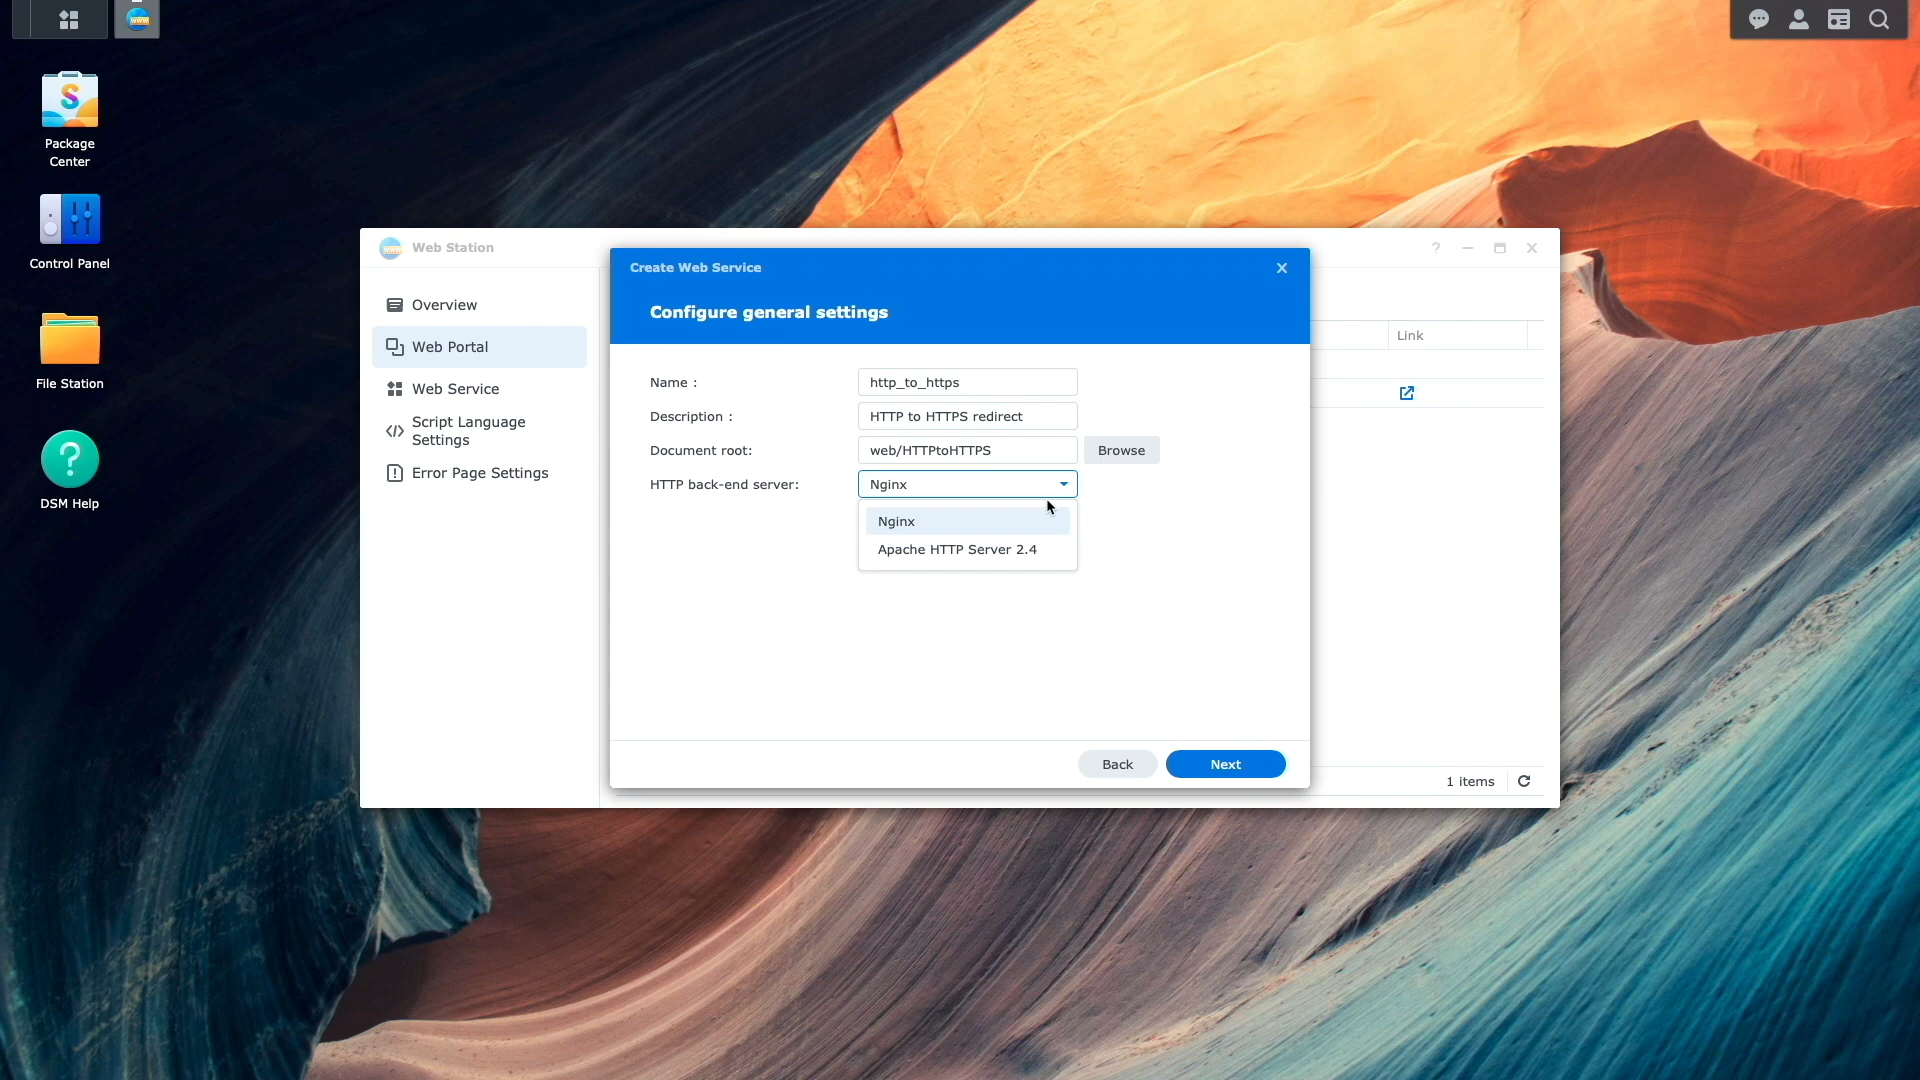 Package
Center
Control Panel
File Station
DSM Help
Web Station
Overview
Web Portal
Web Service
Script Language
Settings
Error Page Settings
Create Web Service
Configure general settings
Name :
http_to_https
Description :
HTTP to HTTPS redirect
Document root:
web/HTTPtoHTTPS
Browse
HTTP back-end server:
Nginx
Nginx
Apache HTTP Server 2.4
Back
Next
Link
1 items